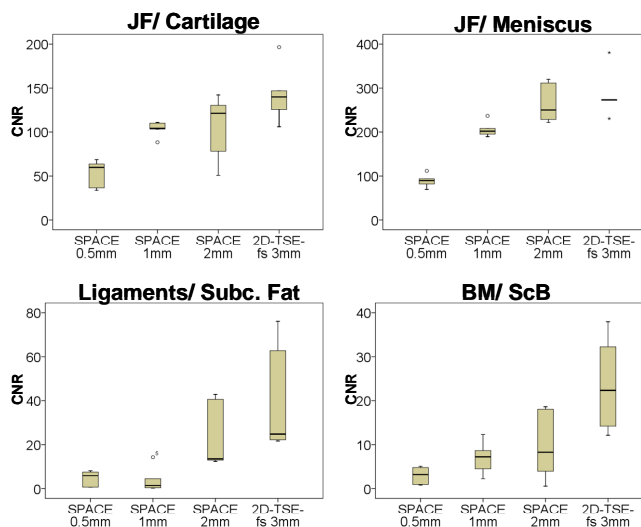 JF/ Cartilage
200
150
100
50
0
CNR
SPACE
0.5mm
SPACE
1mm
SPACE
2mm
2D-TSE-
fs 3mm
JF/ Meniscus
400
300
200
100
0
CNR
SPACE
0.5mm
SPACE
1mm
SPACE
2mm
2D-TSE-
fs 3mm
Ligaments/ Subc. Fat
80
60
40
20
0
CNR
SPACE
0.5mm
SPACE
1mm
SPACE
2mm
2D-TSE-
fs 3mm
BM/ ScB
40
30
20
10
0
CNR
SPACE
0.5mm
SPACE
1mm
SPACE
2mm
2D-TSE-
fs 3mm